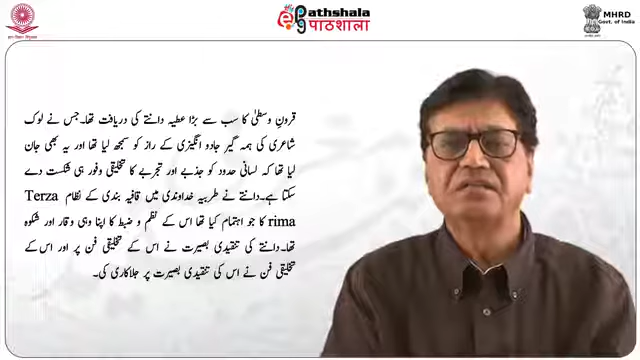 Pathshala
पाठशाला
MHRD
Govt. of India
قرونِ وسطیٰ کا سب سے بڑا عطیہ دانتے کی دریافت تھا۔جس نے لوک
شاعری کی ہمہ گیر جادو انگیزی کے راز کو سمجھ لیا تھا اور یہ بھی جان
لیا تھا کہ لسانی حدود کو جذبے اور تجربے کا تخلیقی وفور ہی شکست دے
سکتا ہے۔دانتے نے طربیہ خداوندی میں قافیہ بندی کے نظام Terza
rima کا جو اہتمام کیا تھا اس کے نظم و ضبط کا اپنا وہی وقار اور شکوہ
تھا۔دانتے کی تنقیدی بصیرت نے اس کے تخلیقی فن پر اور اس کے
تخلیقی فن نے اس کی تنقیدی بصیرت پر جلاکاری کی۔